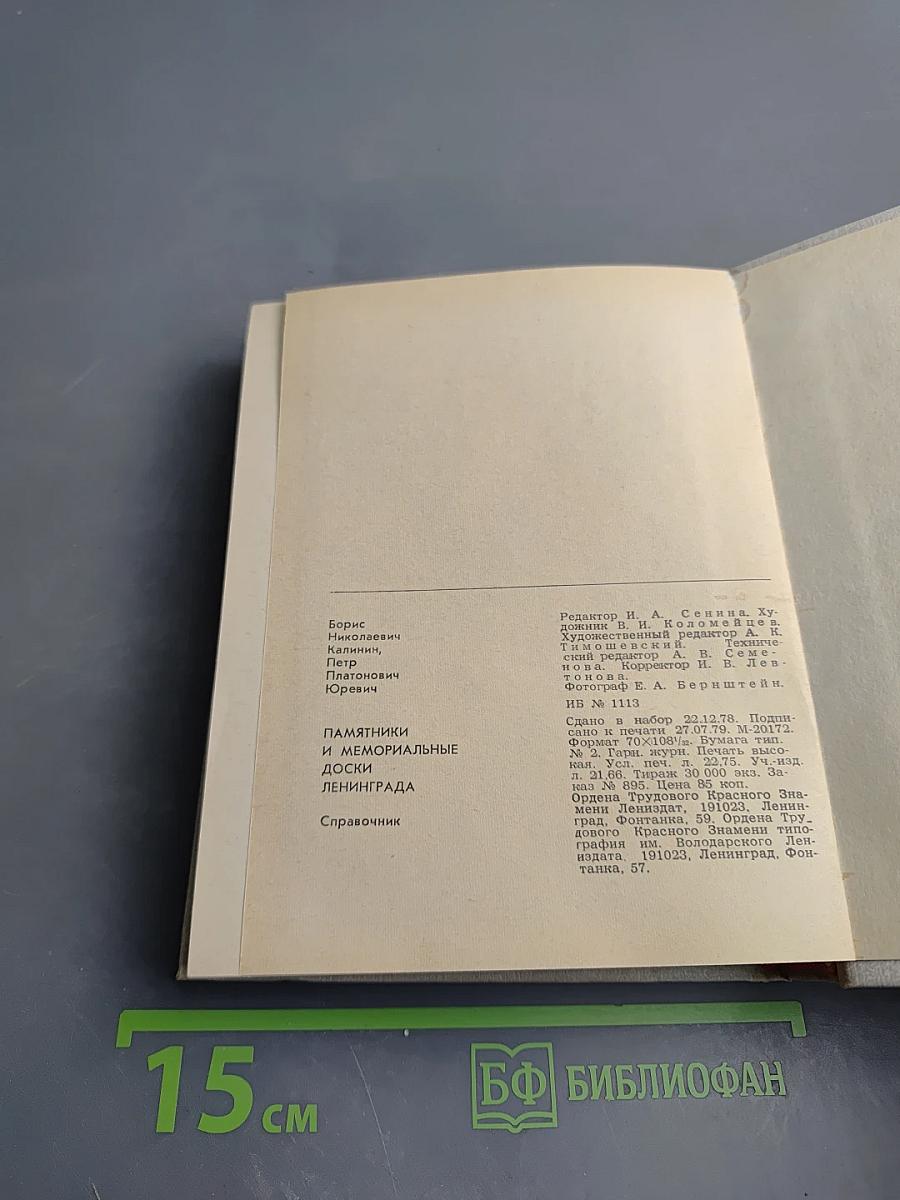 Борис
Николаевич
Калинин,
Петр
Платонович
Юревич
ПАМЯТНИКИ
И МЕМОРИАЛЬНЫЕ
ДОСКИ
ЛЕНИНГРАДА
Справочник
Редактор И. А. Сенина. Ху-
дожник В. И. Коломейцев.
Художественный редактор А. К.
Тимошевский. Техниче-
ский редактор А. В. Семе-
нова. Корректор И. В. Лев-
тонова.
Фотограф Е. А. Бернштейн.
ИБ № 1113
Сдано в набор 22.12.78. Подпи-
сано к печати 27.07.79. М-20172.
Формат 70×108¹/₃₂. Бумага тип.
№ 2. Гарн. журн. Печать высо-
кая. Усл. печ. л. 22,75. Уч.-изд.
л. 21,66. Тираж 30 000 экз. За-
каз № 895. Цена 85 коп.
Ордена Трудового Красного Зна-
мени Лениздат, 191023, Ленин-
град, Фонтанка, 59. Ордена Тру-
дового Красного Знамени типо-
графия им. Володарского Лен-
издата, 191023, Ленинград, Фон-
танка, 57.
15 см
БФ БИБЛИОФАН